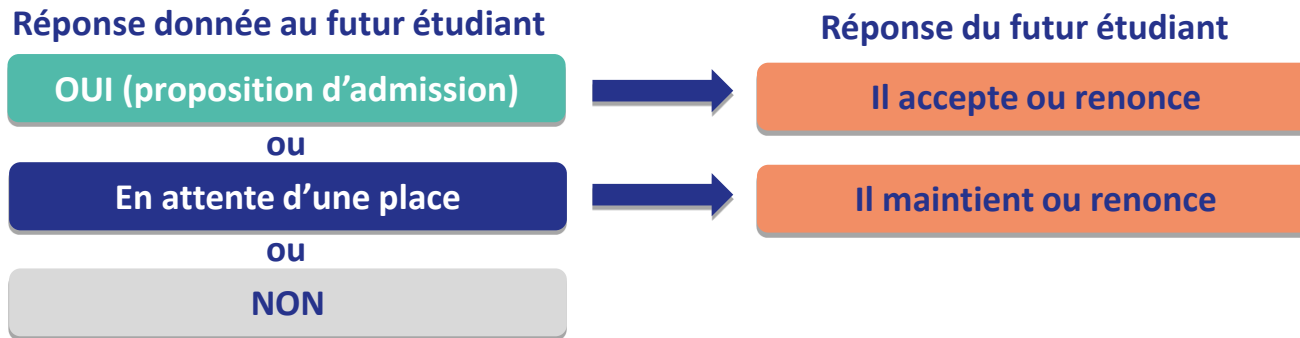 Réponse donnée au futur étudiant
Réponse du futur étudiant
OUI (proposition d'admission)
Il accepte ou renonce
ou
En attente d'une place
Il maintient ou renonce
ou
NON